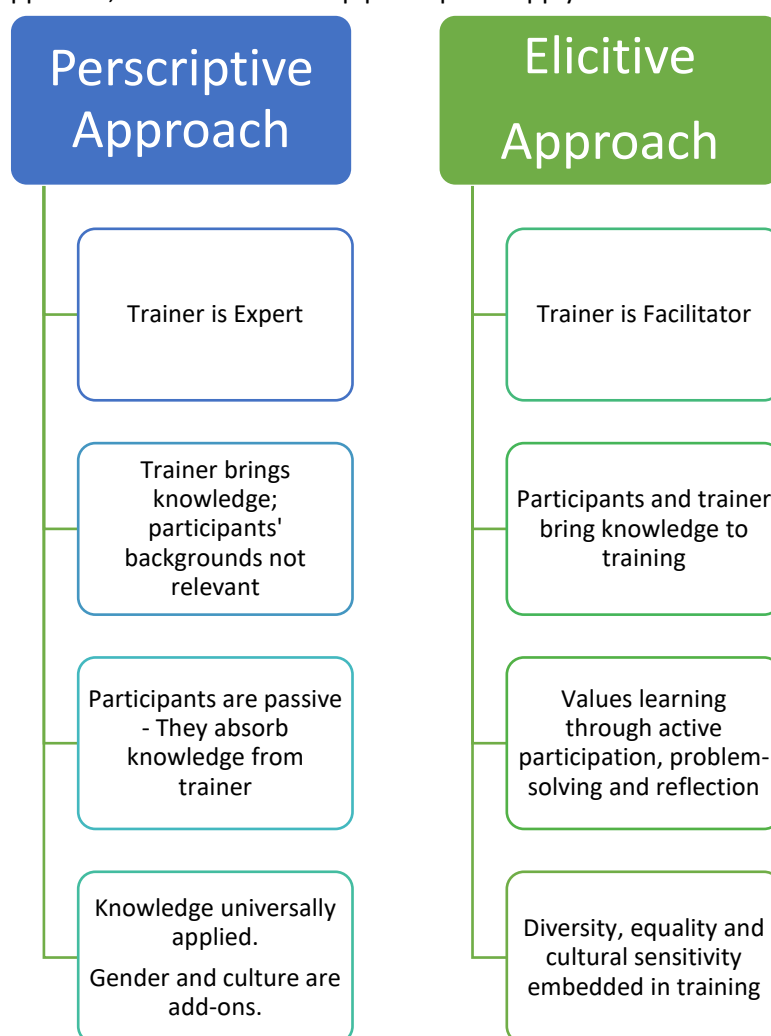 Perscriptive
Approach
Trainer is Expert
Trainer brings
knowledge;
participants'
backgrounds not
relevant
Participants are passive
- They absorb
knowledge from
trainer
Knowledge universally
applied.
Gender and culture are
add-ons.
Elicitive
Approach
Trainer is Facilitator
Participants and trainer
bring knowledge to
training
Values learning
through active
participation, problem-
solving and reflection
Diversity, equality and
cultural sensitivity
embedded in training